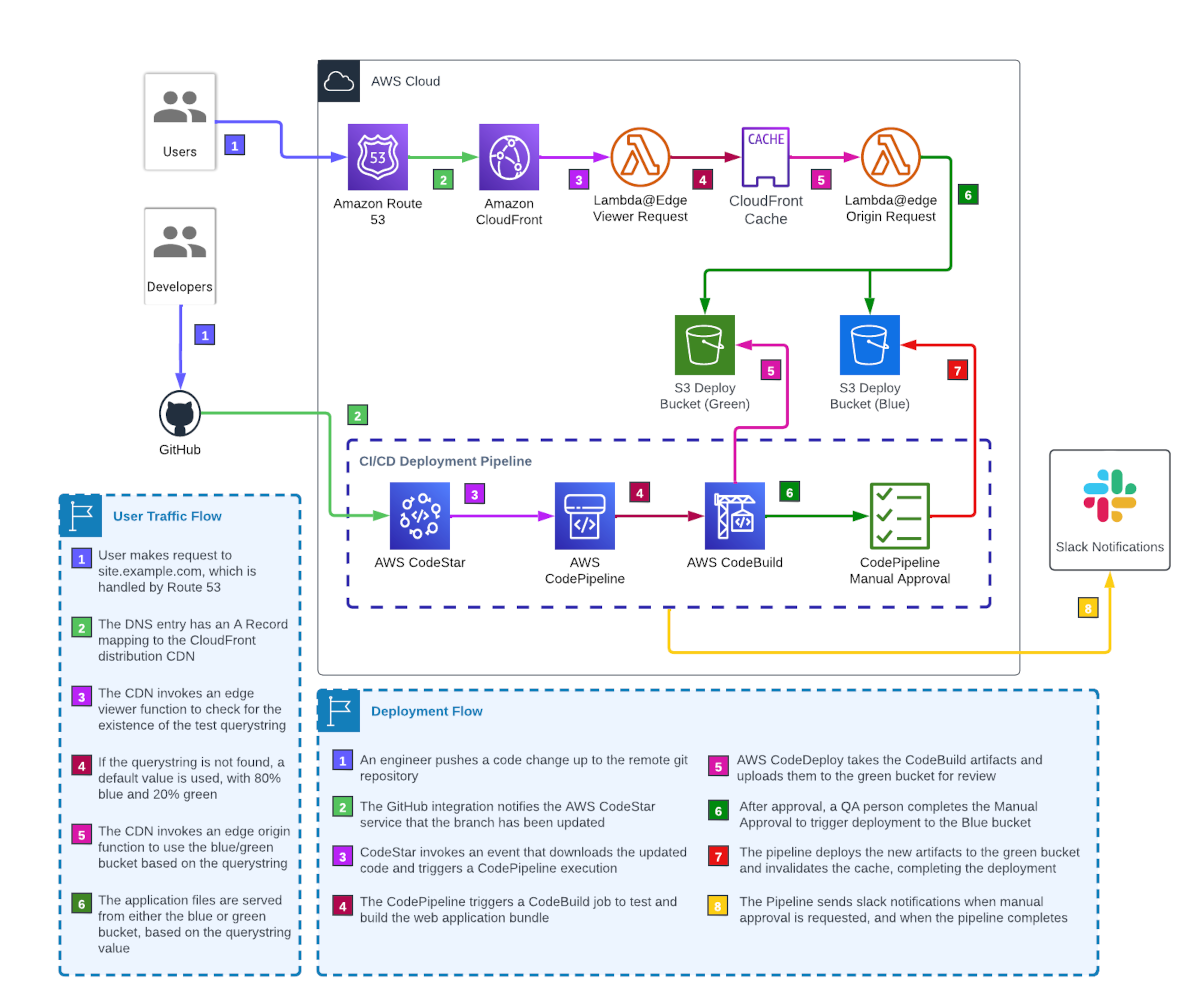 AWS Cloud
Users
1
53
Amazon Route
53
2
Amazon
CloudFront
3
Lambda@Edge
Viewer Request
4
CACHE
CloudFront
Cache
5
Lambda@edge
Origin Request
6
Developers
1
GitHub
2
S3 Deploy
Bucket (Green)
5
S3 Deploy
Bucket (Blue)
7
CI/CD Deployment Pipeline
AWS CodeStar
3
AWS
CodePipeline
4
AWS CodeBuild
6
CodePipeline
Manual Approval
Slack Notifications
8
User Traffic Flow
1
User makes request to
site.example.com, which is
handled by Route 53
2
The DNS entry has an A Record
mapping to the CloudFront
distribution CDN
3
The CDN invokes an edge
viewer function to check for the
existence of the test querystring
4
If the querystring is not found, a
default value is used, with 80%
blue and 20% green
5
The CDN invokes an edge origin
function to use the blue/green
bucket based on the querystring
6
The application files are served
from either the blue or green
bucket, based on the querystring
value
Deployment Flow
1
An engineer pushes a code change up to the remote git
repository
2
The GitHub integration notifies the AWS CodeStar
service that the branch has been updated
3
CodeStar invokes an event that downloads the updated
code and triggers a CodePipeline execution
4
The CodePipeline triggers a CodeBuild job to test and
build the web application bundle
5
AWS CodeDeploy takes the CodeBuild artifacts and
uploads them to the green bucket for review
6
After approval, a QA person completes the Manual
Approval to trigger deployment to the Blue bucket
7
The pipeline deploys the new artifacts to the green bucket
and invalidates the cache, completing the deployment
8
The Pipeline sends slack notifications when manual
approval is requested, and when the pipeline completes